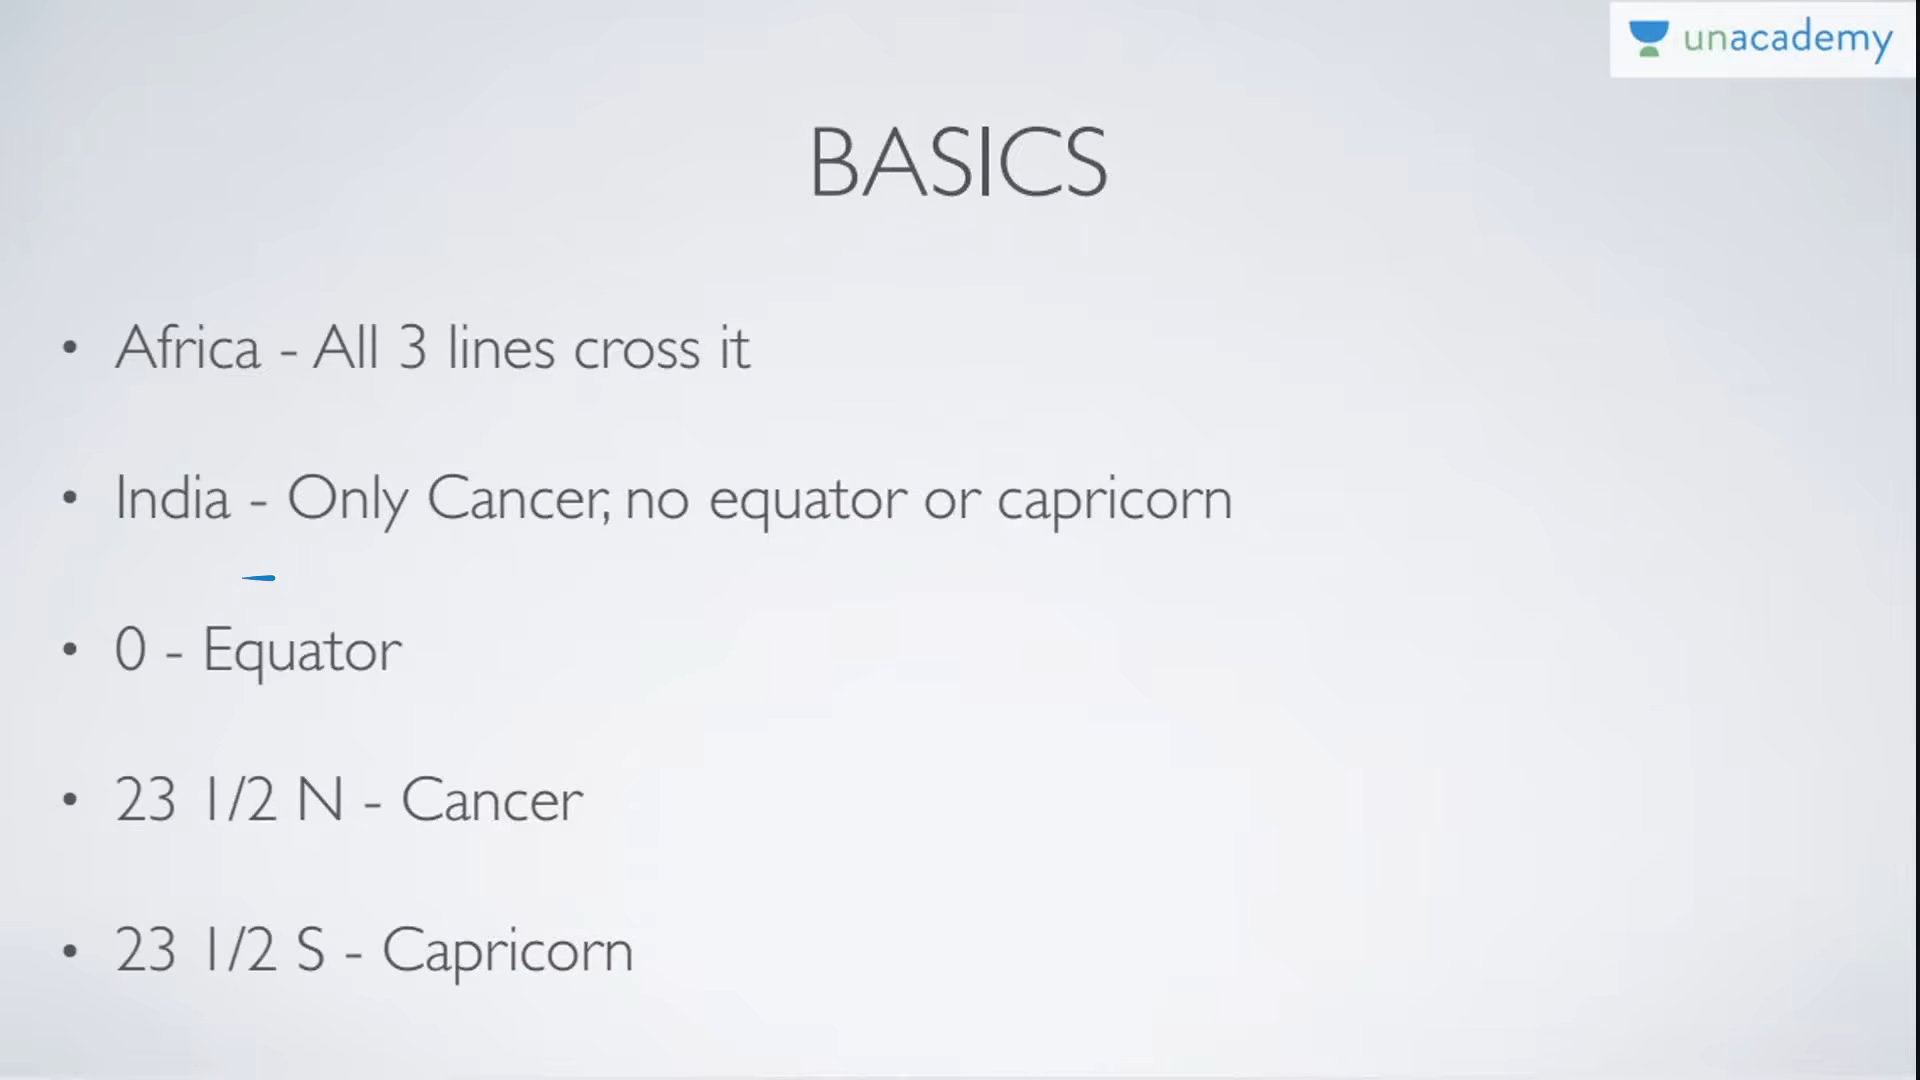 unacademy
BASICS
• Africa - All 3 lines cross it
• India - Only Cancer, no equator or capricorn
• 0 - Equator
• 23 1/2 N - Cancer
• 23 1/2 S - Capricorn